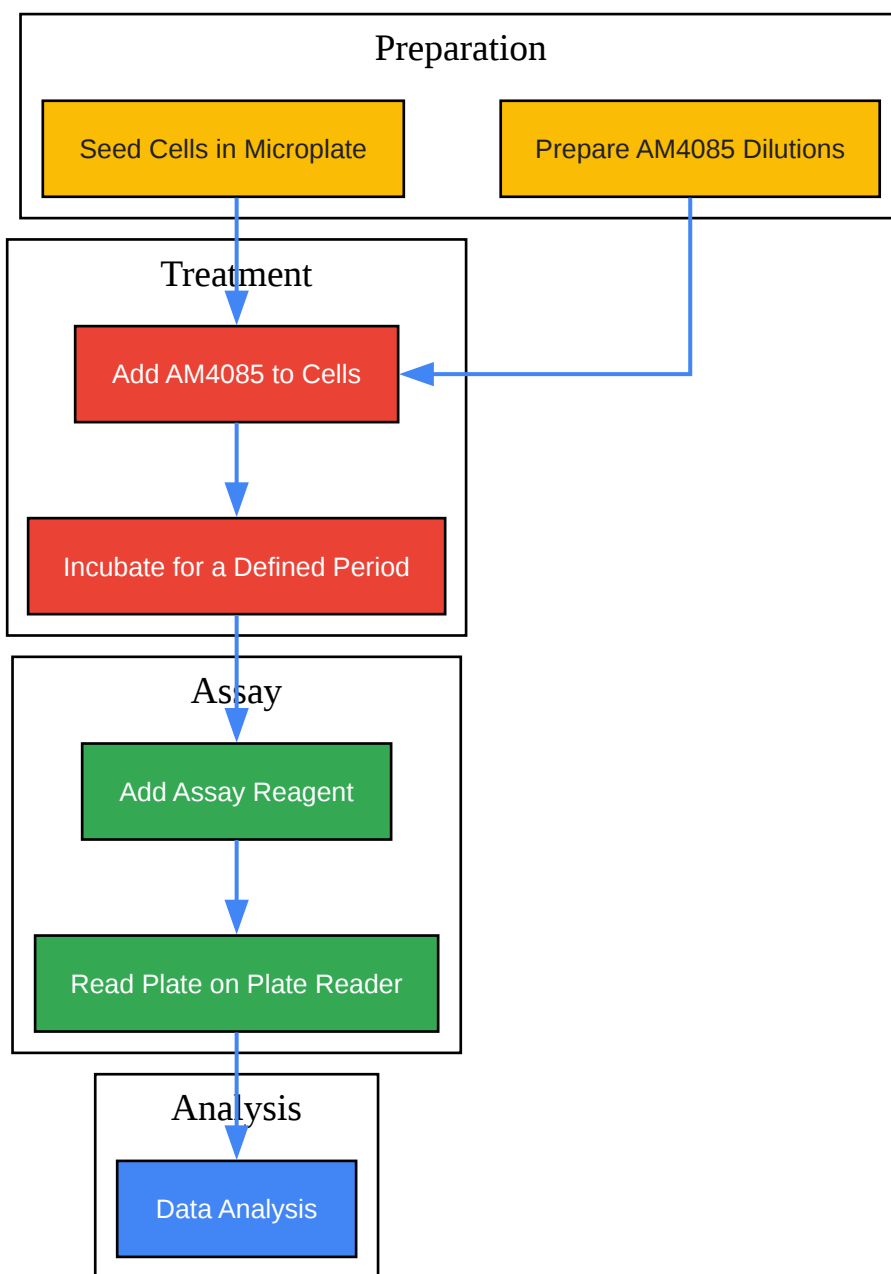 Preparation
Seed Cells in Microplate
Prepare AM4085 Dilutions
Treatment
Add AM4085 to Cells
Incubate for a Defined Period
Assay
Add Assay Reagent
Read Plate on Plate Reader
Analysis
Data Analysis